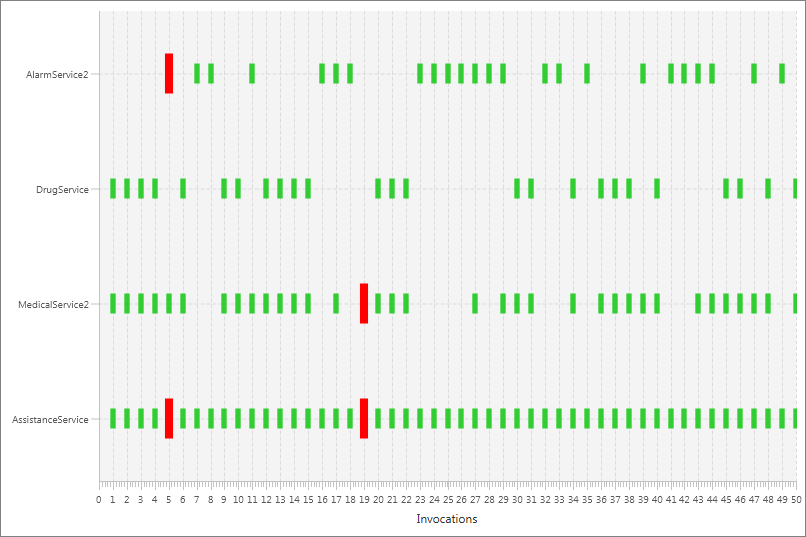 AlarmService2
DrugService
MedicalService2
AssistanceService
0 1 2 3 4 5 6 7 8 9 10 11 12 13 14 15 16 17 18 19 20 21 22 23 24 25 26 27 28 29 30 31 32 33 34 35 36 37 38 39 40 41 42 43 44 45 46 47 48 49 50
Invocations